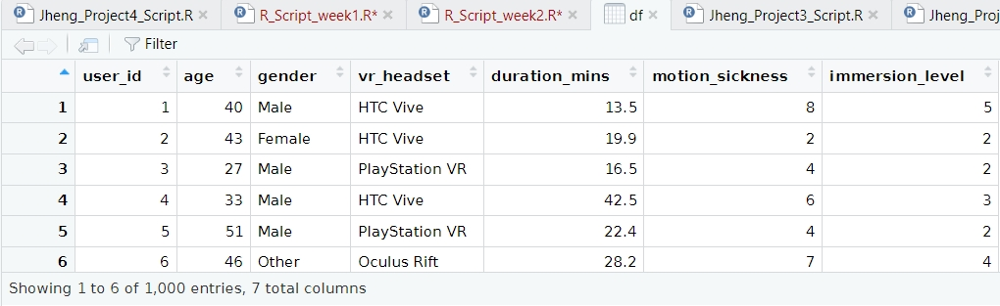 Jheng_Project4_Script.R R_Script_week1.R* R_Script_week2.R* df Jheng_Project3_Script.R Jheng_Proj
Filter
user_id age gender vr_headset duration_mins motion_sickness immersion_level
1 1 40 Male HTC Vive 13.5 8 5
2 2 43 Female HTC Vive 19.9 2 2
3 3 27 Male PlayStation VR 16.5 4 2
4 4 33 Male HTC Vive 42.5 6 3
5 5 51 Male PlayStation VR 22.4 4 2
6 6 46 Other Oculus Rift 28.2 7 4
Showing 1 to 6 of 1,000 entries, 7 total columns